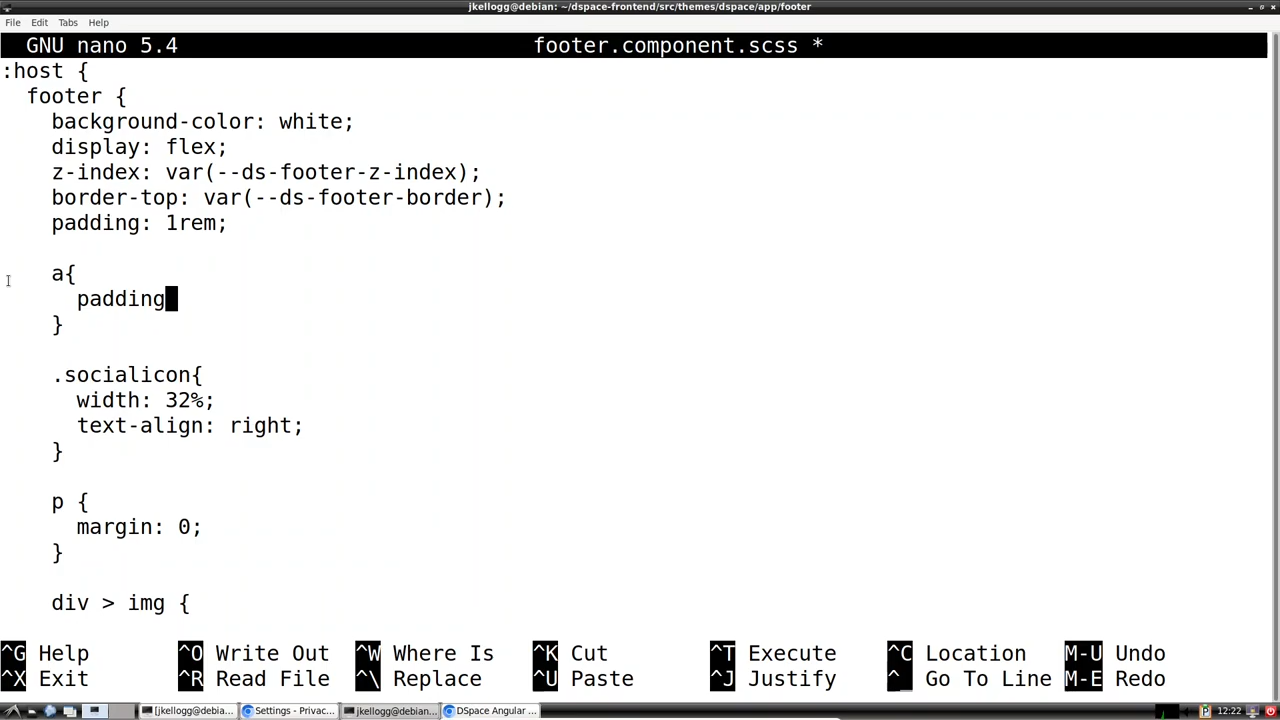 jkellogg@debian: ~/dspace-frontend/src/themes/dspace/app/footer
File Edit Tabs Help
GNU nano 5.4 footer.component.scss *
:host {
footer {
background-color: white;
display: flex;
z-index: var(--ds-footer-z-index);
border-top: var(--ds-footer-border);
padding: 1rem;
a{
padding
}
.socialicon{
width: 32%;
text-align: right;
}
p {
margin: 0;
}
div > img {
^G Help ^O Write Out ^W Where Is ^K Cut ^T Execute ^C Location M-U Undo
^X Exit ^R Read File ^\ Replace ^U Paste ^J Justify ^_ Go To Line M-E Redo
[jkellogg@debia... Settings - Privac... jkellogg@debian... DSpace Angular ... 12:22